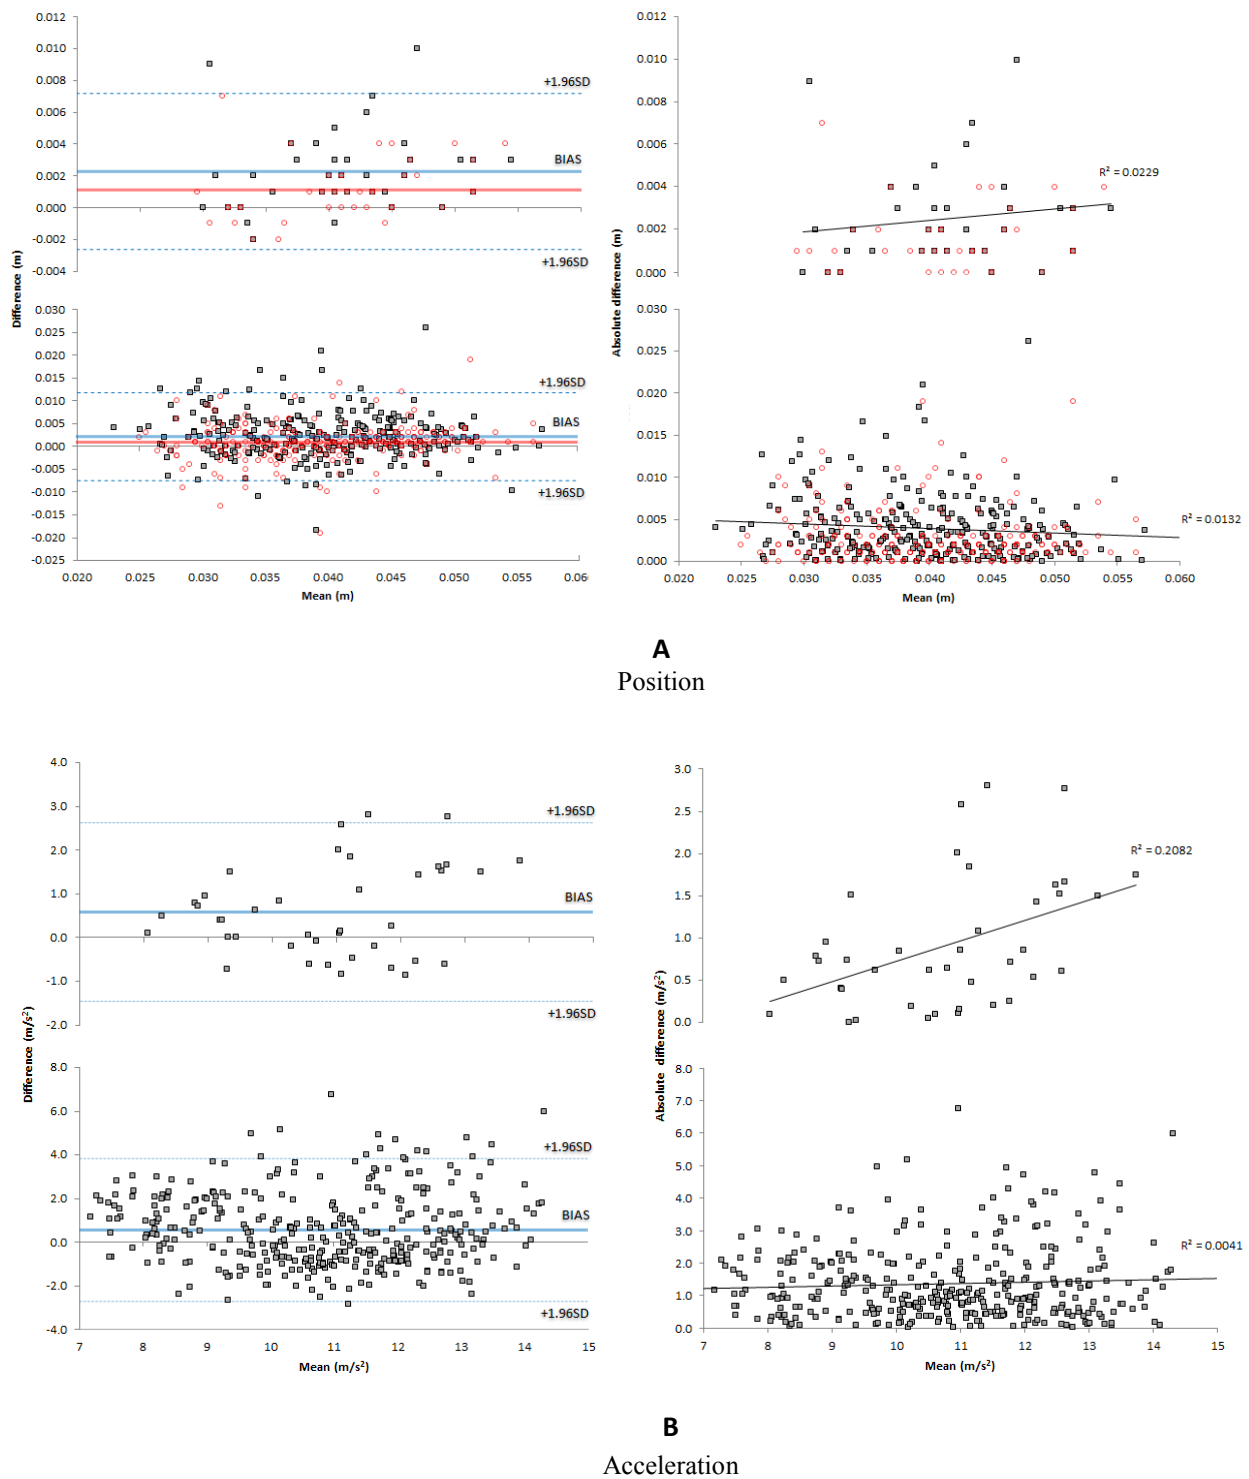 0.012
0.010
0.008
0.006
0.004
0.002
0.000
-0.002
-0.004
+1.96SD
BIAS
+1.96SD
Difference (m)
0.030
0.025
0.020
0.015
0.010
0.005
0.000
-0.005
-0.010
-0.015
-0.020
-0.025
+1.96SD
BIAS
+1.96SD
0.020 0.025 0.030 0.035 0.040 0.045 0.050 0.055 0.06
Mean (m)
0.012
0.010
0.008
0.006
0.004
0.002
0.000
R² = 0.0229
Absolute difference (m)
0.030
0.025
0.020
0.015
0.010
0.005
0.000
R² = 0.0132
0.020 0.025 0.030 0.035 0.040 0.045 0.050 0.055 0.060
Mean (m)
A
Position
4.0
3.0
2.0
1.0
0.0
-1.0
-2.0
+1.96SD
BIAS
+1.96SD
7 8 9 10 11 12 13 14 15
Difference (m/s²)
8.0
6.0
4.0
2.0
0.0
-2.0
-4.0
+1.96SD
BIAS
+1.96SD
7 8 9 10 11 12 13 14 15
Mean (m/s²)
3.0
2.5
2.0
1.5
1.0
0.5
0.0
R² = 0.2082
Absolute difference (m/s²)
8.0
7.0
6.0
5.0
4.0
3.0
2.0
1.0
0.0
R² = 0.0041
7 8 9 10 11 12 13 14 15
Mean (m/s²)
B
Acceleration